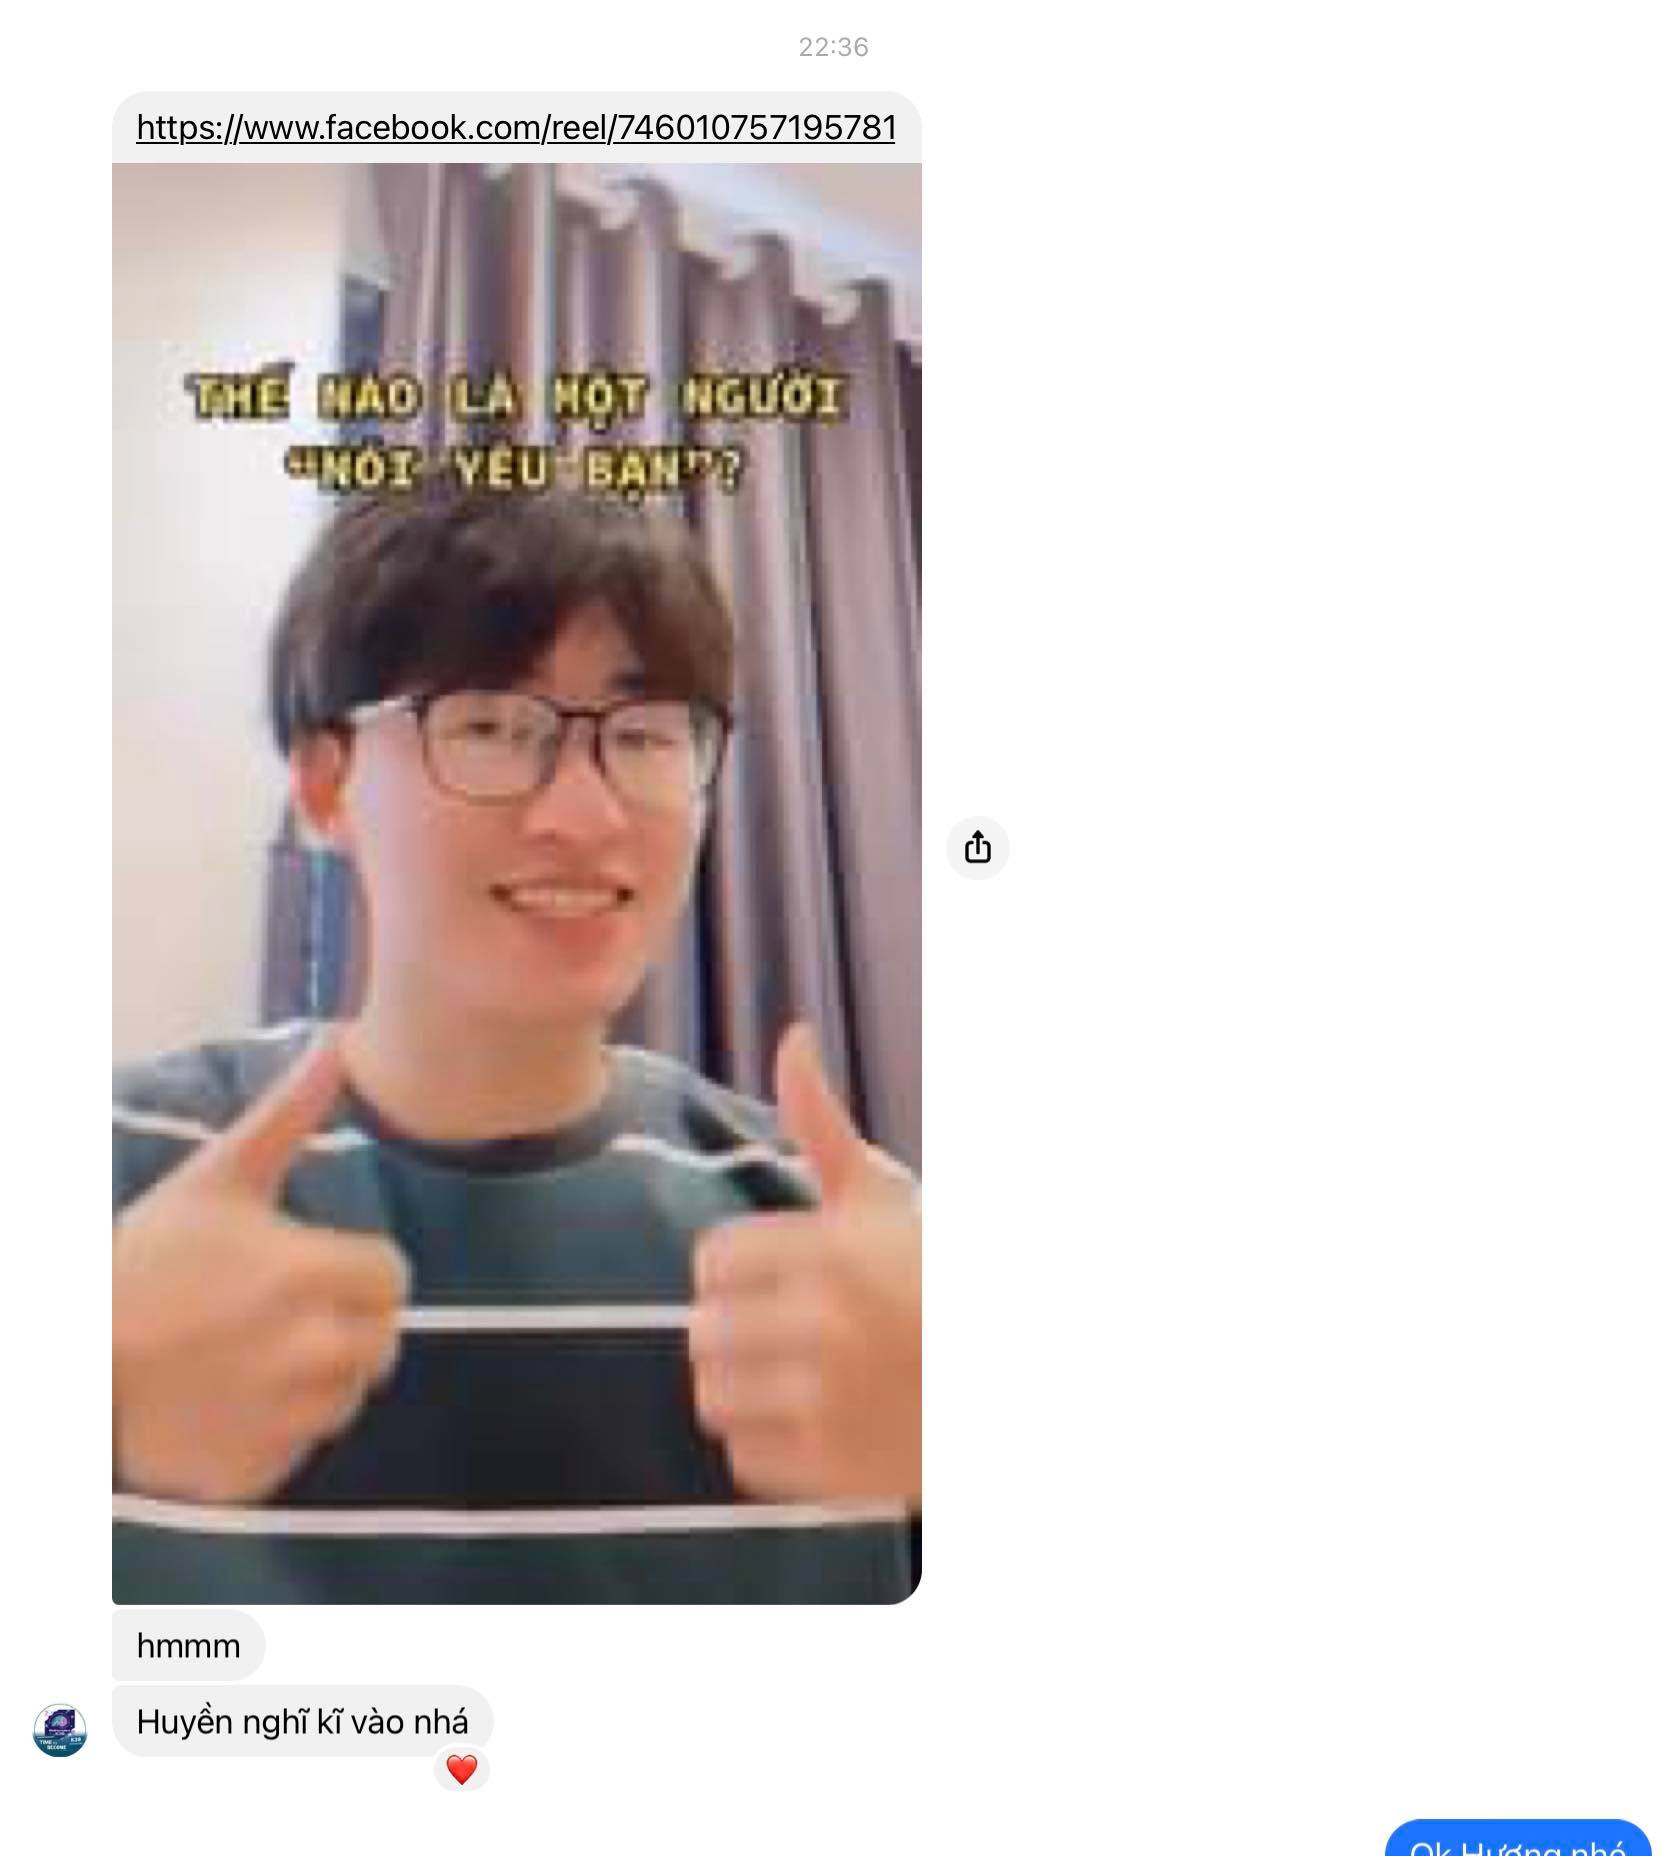 22:36
https://www.facebook.com/reel/746010757195781
THẾ NÀO LÀ MỘT NGƯỜI
“NÓI YÊU BẠN”?
hmmm
Huyền nghĩ kĩ vào nhá
Ok Hương nhé